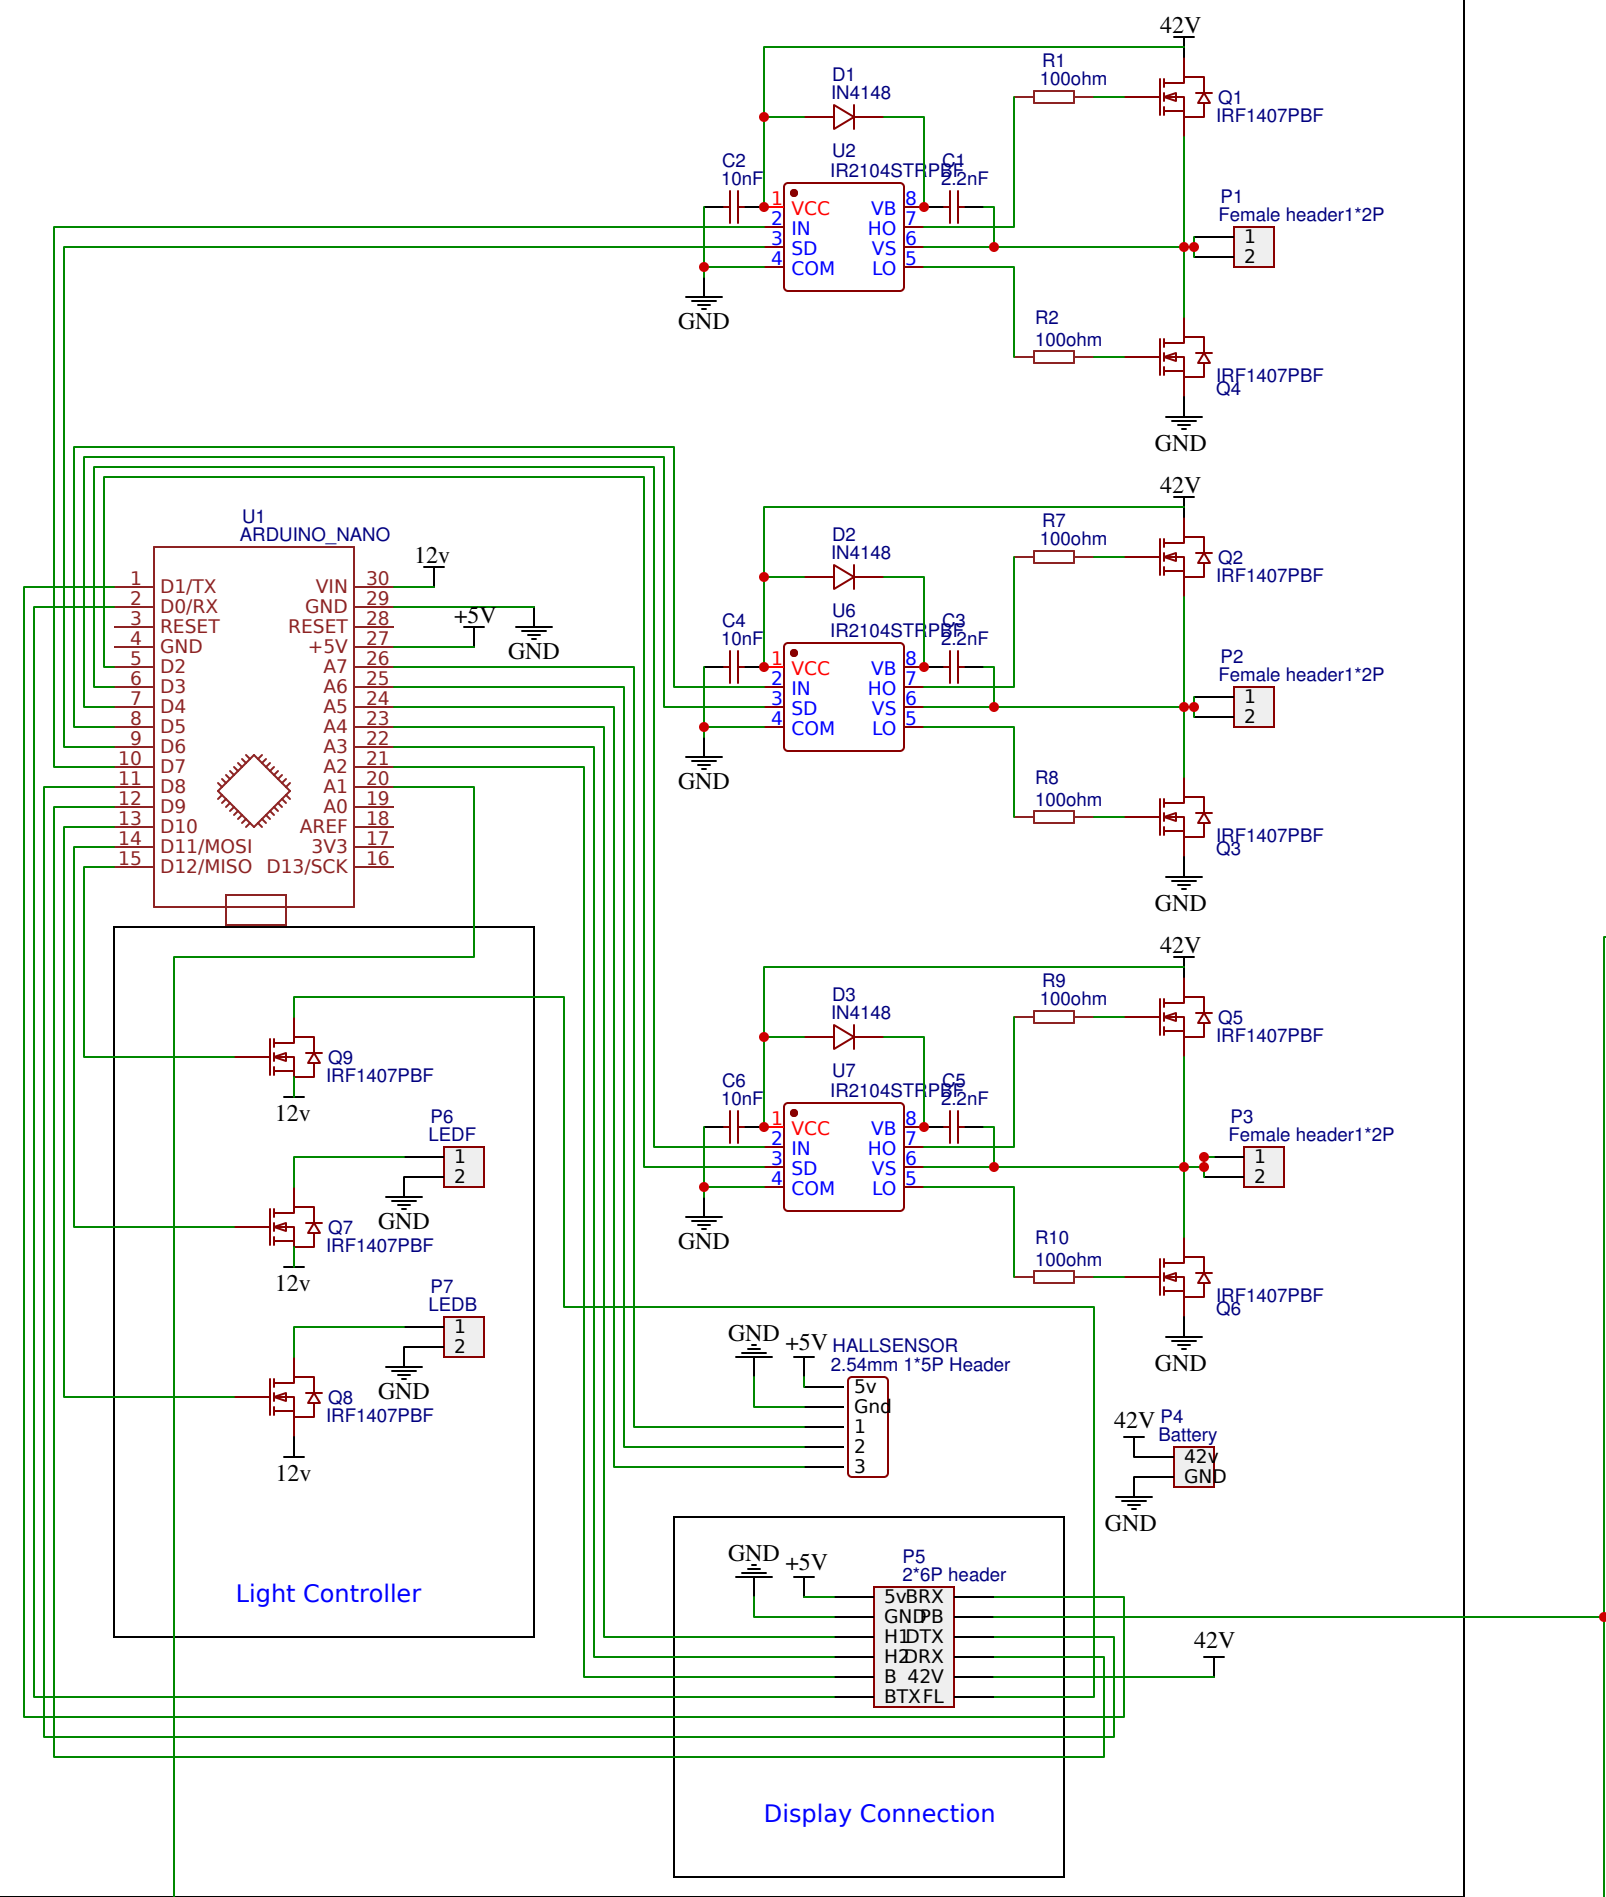 42V
R1
100ohm
D1
IN4148
Q1
IRF1407PBF
U2
IR2104STRPBF
C2
10nF
C1
2.2nF
1 VCC VB 8
2 IN HO 7
3 SD VS 6
4 COM LO 5
P1
Female header1*2P
1
2
GND
R2
100ohm
IRF1407PBF
Q4
GND
42V
R7
100ohm
D2
IN4148
Q2
IRF1407PBF
U6
IR2104STRPBF
C4
10nF
C3
2.2nF
1 VCC VB 8
2 IN HO 7
3 SD VS 6
4 COM LO 5
P2
Female header1*2P
1
2
GND
R8
100ohm
IRF1407PBF
Q3
GND
U1
ARDUINO_NANO
12v
+5V
GND
1 D1/TX VIN 30
2 D0/RX GND 29
3 RESET RESET 28
4 GND +5V 27
5 D2 A7 26
6 D3 A6 25
7 D4 A5 24
8 D5 A4 23
9 D6 A3 22
10 D7 A2 21
11 D8 A1 20
12 D9 A0 19
13 D10 AREF 18
14 D11/MOSI 3V3 17
15 D12/MISO D13/SCK 16
42V
R9
100ohm
D3
IN4148
Q5
IRF1407PBF
U7
IR2104STRPBF
C6
10nF
C5
2.2nF
1 VCC VB 8
2 IN HO 7
3 SD VS 6
4 COM LO 5
P3
Female header1*2P
1
2
GND
R10
100ohm
IRF1407PBF
Q6
GND
Q9
IRF1407PBF
12v
P6
LEDF
1
2
GND
Q7
IRF1407PBF
12v
P7
LEDB
1
2
GND
Q8
IRF1407PBF
12v
Light Controller
GND
+5V
HALLSENSOR
2.54mm 1*5P Header
5v
Gnd
1
2
3
42V
P4
Battery
42v
GND
GND
GND
+5V
P5
2*6P header
5v BRX
GND PB
H1 DTX
H2 DRX
B 42V
BTX FL
42V
Display Connection